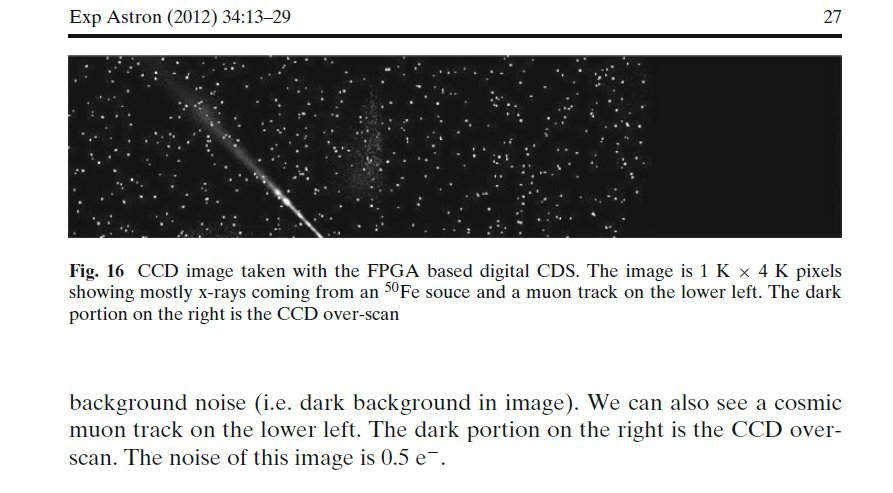 Exp Astron (2012) 34:13–29 27
Fig. 16 CCD image taken with the FPGA based digital CDS. The image is 1 K × 4 K pixels
showing mostly x-rays coming from an ⁵⁰Fe souce and a muon track on the lower left. The dark
portion on the right is the CCD over-scan
background noise (i.e. dark background in image). We can also see a cosmic
muon track on the lower left. The dark portion on the right is the CCD over-
scan. The noise of this image is 0.5 e⁻.